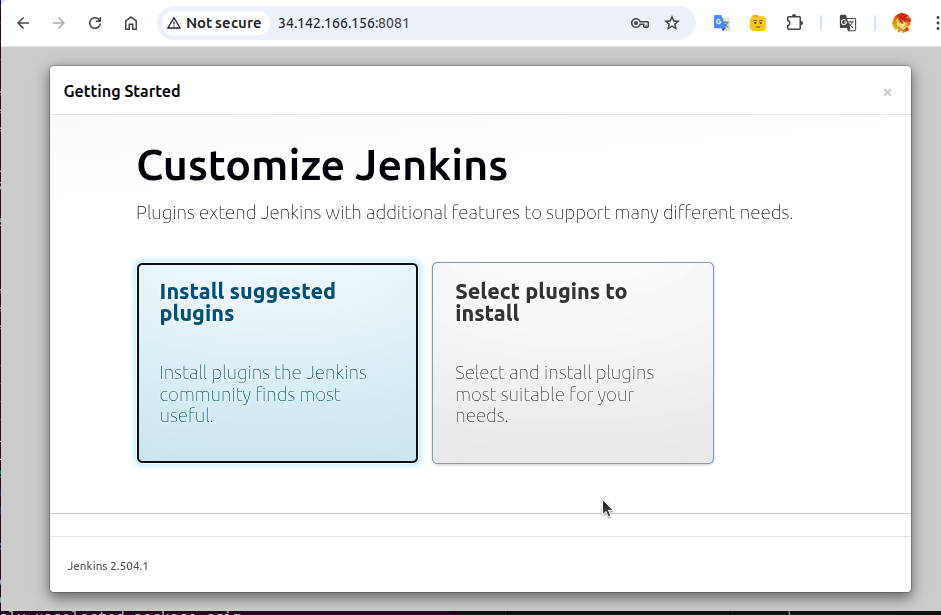 Not secure 34.142.166.156:8081
Getting Started ×
Customize Jenkins
Plugins extend Jenkins with additional features to support many different needs.
Install suggested
plugins
Install plugins the Jenkins
community finds most
useful.
Select plugins to
install
Select and install plugins
most suitable for your
needs.
Jenkins 2.504.1